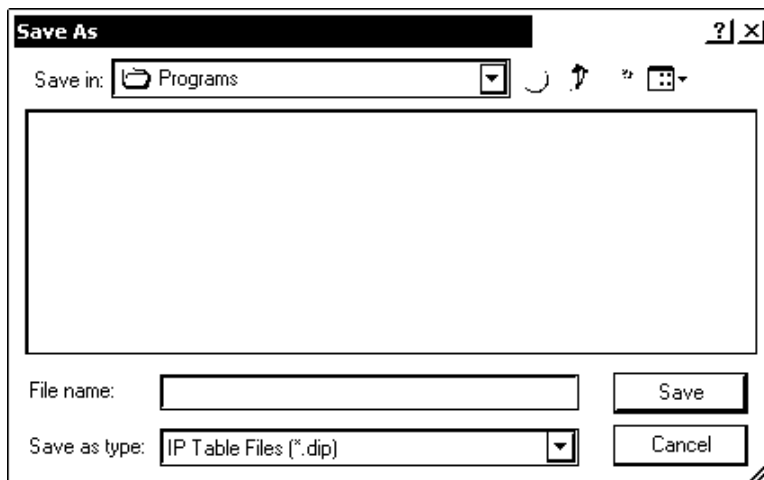 Save As
Save in: Programs
File name: Save
Save as type: IP Table Files (*.dip) Cancel